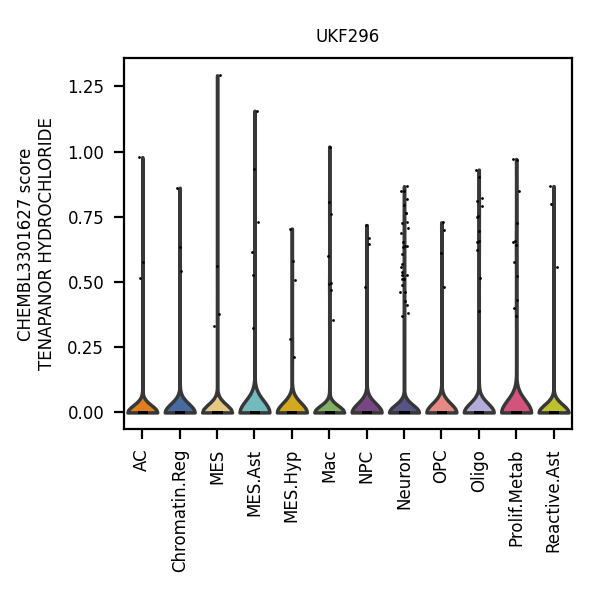 UKF296
CHEMBL3301627 score
TENAPANOR HYDROCHLORIDE
1.25
1.00
0.75
0.50
0.25
0.00
AC
Chromatin.Reg
MES
MES.Ast
MES.Hyp
Mac
NPC
Neuron
OPC
Oligo
Prolif.Metab
Reactive.Ast